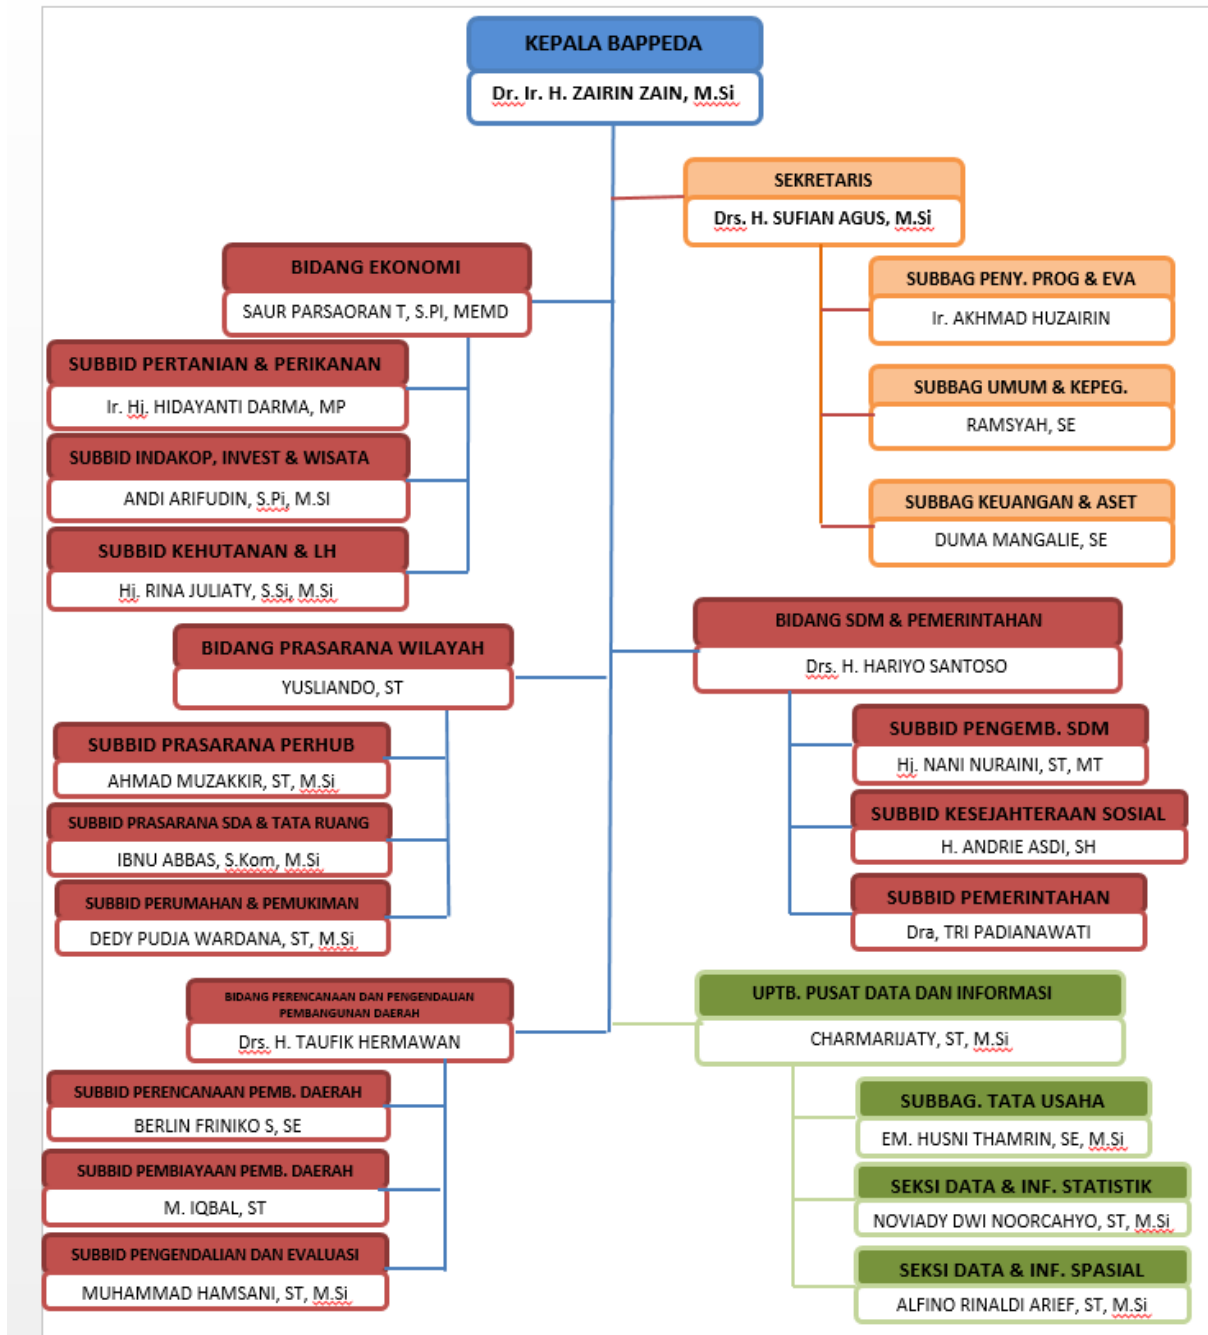 KEPALA BAPPEDA
Dr. Ir. H. ZAIRIN ZAIN, M.Si
SEKRETARIS
Drs. H. SUFIAN AGUS, M.Si
SUBBAG PENY. PROG & EVA
Ir. AKHMAD HUZAIRIN
SUBBAG UMUM & KEPEG.
RAMSYAH, SE
SUBBAG KEUANGAN & ASET
DUMA MANGALIE, SE
BIDANG EKONOMI
SAUR PARSAORAN T, S.PI, MEMD
SUBBID PERTANIAN & PERIKANAN
Ir. Hj. HIDAYANTI DARMA, MP
SUBBID INDAKOP, INVEST & WISATA
ANDI ARIFUDIN, S.Pi, M.SI
SUBBID KEHUTANAN & LH
Hj. RINA JULIATY, S.Si, M.Si
BIDANG PRASARANA WILAYAH
YUSLIANDO, ST
SUBBID PRASARANA PERHUB
AHMAD MUZAKKIR, ST, M.Si
SUBBID PRASARANA SDA & TATA RUANG
IBNU ABBAS, S.Kom, M.Si
SUBBID PERUMAHAN & PEMUKIMAN
DEDY PUDJA WARDANA, ST, M.Si
BIDANG SDM & PEMERINTAHAN
Drs. H. HARIYO SANTOSO
SUBBID PENGEMB. SDM
Hj. NANI NURAINI, ST, MT
SUBBID KESEJAHTERAAN SOSIAL
H. ANDRIE ASDI, SH
SUBBID PEMERINTAHAN
Dra, TRI PADIANAWATI
BIDANG PERENCANAAN DAN PENGENDALIAN
PEMBANGUNAN DAERAH
Drs. H. TAUFIK HERMAWAN
SUBBID PERENCANAAN PEMB. DAERAH
BERLIN FRINIKO S, SE
SUBBID PEMBIAYAAN PEMB. DAERAH
M. IQBAL, ST
SUBBID PENGENDALIAN DAN EVALUASI
MUHAMMAD HAMSANI, ST, M.Si
UPTB. PUSAT DATA DAN INFORMASI
CHARMARIJATY, ST, M.Si
SUBBAG. TATA USAHA
EM. HUSNI THAMRIN, SE, M.Si
SEKSI DATA & INF. STATISTIK
NOVIADY DWI NOORCAHYO, ST, M.Si
SEKSI DATA & INF. SPASIAL
ALFINO RINALDI ARIEF, ST, M.Si